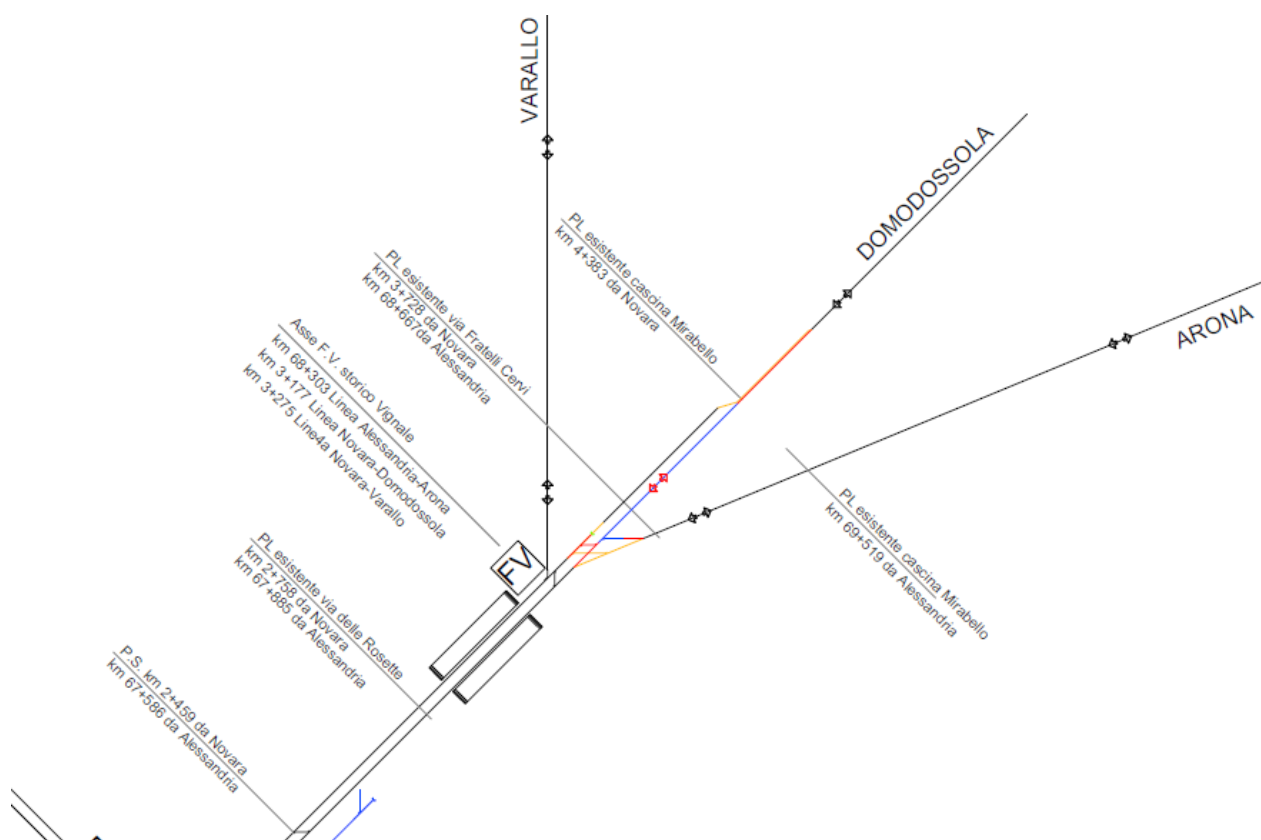 VARALLO
DOMODOSSOLA
ARONA
PL esistente cascina Mirabello
km 4+383 da Novara
PL esistente via Fratelli Cervi
km 3+728 da Novara
km 68+667da Alessandria
Asse F.V. storico Vignale
km 68+303 Linea Alessandria-Arona
km 3+177 Linea Novara-Domodossola
km 3+275 Line4a Novara-Varallo
FV
PL esistente via delle Rosette
km 2+758 da Novara
km 67+885 da Alessandria
P.S. km 2+459 da Novara
km 67+586 da Alessandria
PL esistente cascina Mirabello
km 69+519 da Alessandria